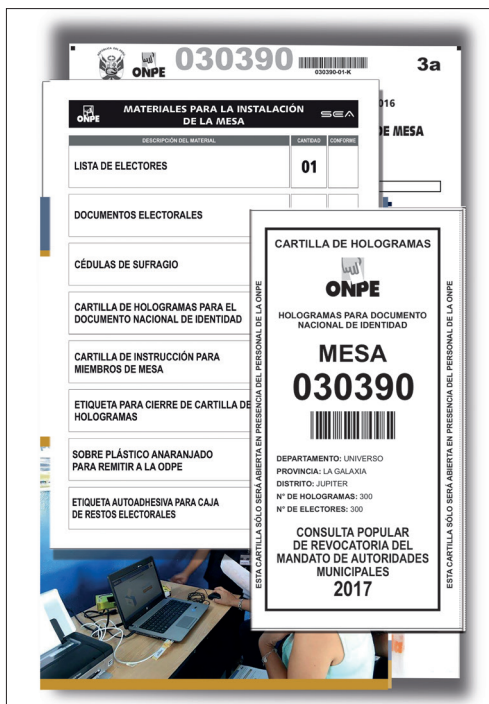 ONPE
030390
030390-01-K
3a
016
DE MESA
ONPE
MATERIALES PARA LA INSTALACIÓN
DE LA MESA
SEA
DESCRIPCIÓN DEL MATERIAL
CANTIDAD
CONFORME
LISTA DE ELECTORES
01
DOCUMENTOS ELECTORALES
CÉDULAS DE SUFRAGIO
CARTILLA DE HOLOGRAMAS PARA EL
DOCUMENTO NACIONAL DE IDENTIDAD
CARTILLA DE INSTRUCCIÓN PARA
MIEMBROS DE MESA
ETIQUETA PARA CIERRE DE CARTILLA DE
HOLOGRAMAS
SOBRE PLÁSTICO ANARANJADO
PARA REMITIR A LA ODPE
ETIQUETA AUTOADHESIVA PARA CAJA
DE RESTOS ELECTORALES
ESTA CARTILLA SÓLO SERÁ ABIERTA EN PRESENCIA DEL PERSONAL DE LA ONPE
CARTILLA DE HOLOGRAMAS
ONPE
HOLOGRAMAS PARA DOCUMENTO
NACIONAL DE IDENTIDAD
MESA
030390
DEPARTAMENTO: UNIVERSO
PROVINCIA: LA GALAXIA
DISTRITO: JUPITER
N° DE HOLOGRAMAS: 300
N° DE ELECTORES: 300
CONSULTA POPULAR
DE REVOCATORIA DEL
MANDATO DE AUTORIDADES
MUNICIPALES
2017
ESTA CARTILLA SÓLO SERÁ ABIERTA EN PRESENCIA DEL PERSONAL DE LA ONPE